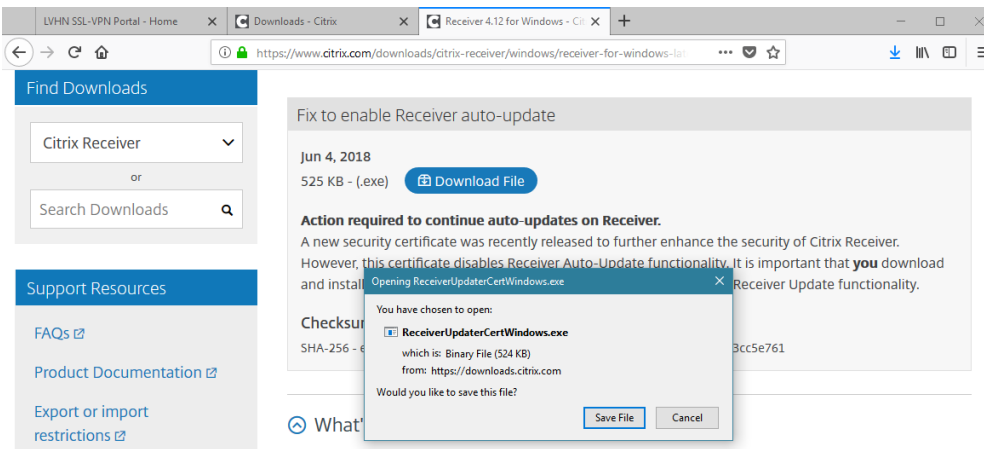 LVHN SSL-VPN Portal - Home
Downloads - Citrix
Receiver 4.12 for Windows - Cit
https://www.citrix.com/downloads/citrix-receiver/windows/receiver-for-windows-lat
Find Downloads
Citrix Receiver
or
Search Downloads
Support Resources
FAQs
Product Documentation
Export or import
restrictions
Fix to enable Receiver auto-update
Jun 4, 2018
525 KB - (.exe)
Download File
Action required to continue auto-updates on Receiver.
A new security certificate was recently released to further enhance the security of Citrix Receiver.
However, this certificate disables Receiver Auto-Update functionality. It is important that you download
and install
Receiver Update functionality.
Checksu
SHA-256 - e
3cc5e761
What'
Opening ReceiverUpdaterCertWindows.exe
You have chosen to open:
ReceiverUpdaterCertWindows.exe
which is: Binary File (524 KB)
from: https://downloads.citrix.com
Would you like to save this file?
Save File
Cancel